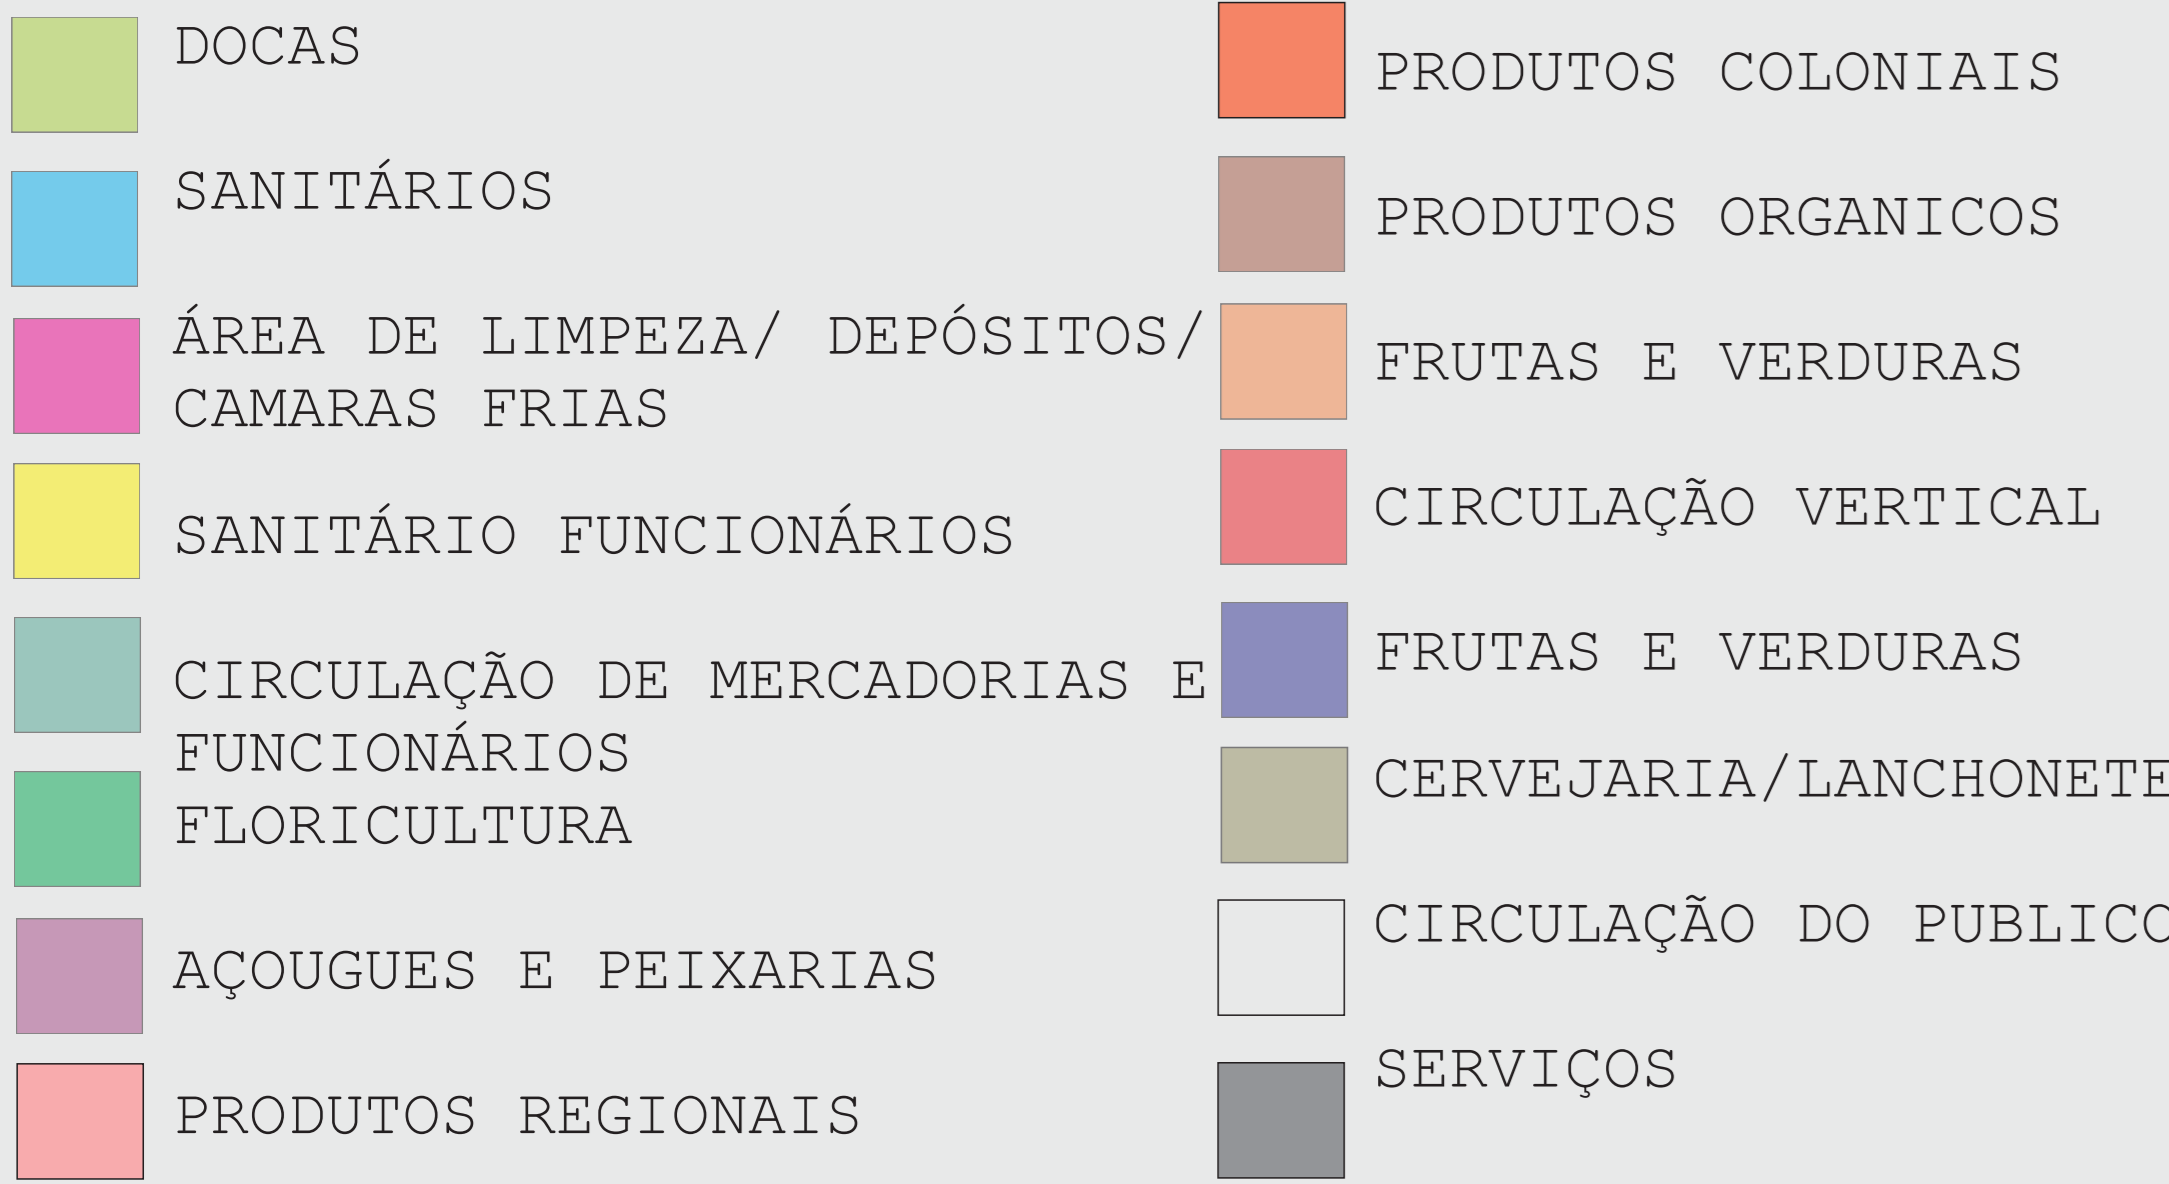 DOCAS
SANITÁRIOS
ÁREA DE LIMPEZA/ DEPÓSITOS/
CAMARAS FRIAS
SANITÁRIO FUNCIONÁRIOS
CIRCULAÇÃO DE MERCADORIAS E
FUNCIONÁRIOS
FLORICULTURA
AÇOUGUES E PEIXARIAS
PRODUTOS REGIONAIS
PRODUTOS COLONIAIS
PRODUTOS ORGANICOS
FRUTAS E VERDURAS
CIRCULAÇÃO VERTICAL
FRUTAS E VERDURAS
CERVEJARIA/LANCHONETE
CIRCULAÇÃO DO PUBLICO
SERVIÇOS